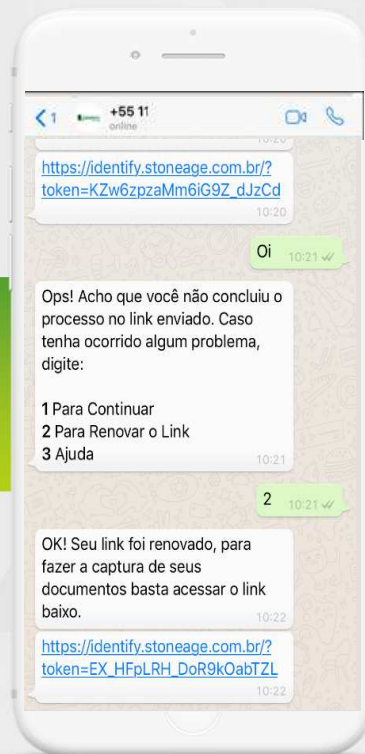 1
+55 11
online
https://identify.stoneage.com.br/?
token=KZw6zpzaMm6iG9Z_dJzCd
10:20
Oi 10:21
Ops! Acho que você não concluiu o
processo no link enviado. Caso
tenha ocorrido algum problema,
digite:
1 Para Continuar
2 Para Renovar o Link
3 Ajuda
10:21
2 10:21
OK! Seu link foi renovado, para
fazer a captura de seus
documentos basta acessar o link
baixo.
10:22
https://identify.stoneage.com.br/?
token=EX_HFpLRH_DoR9kOabTZL
10:22